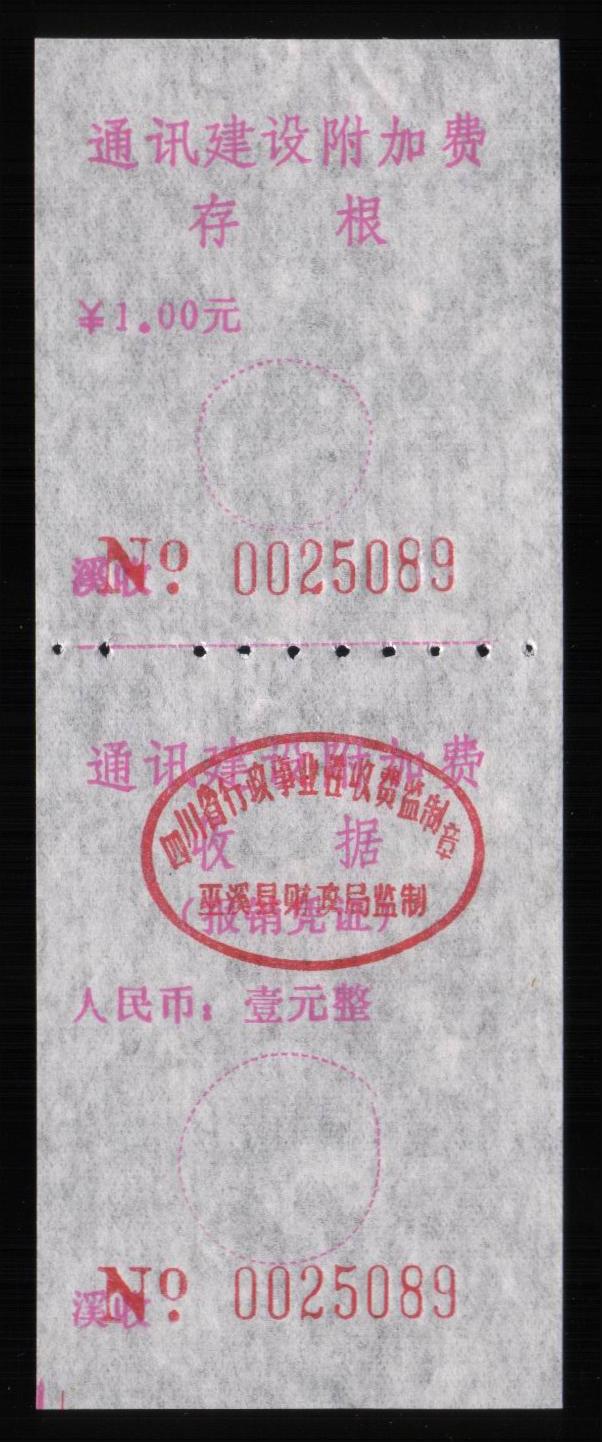 通讯建设附加费
存 根
¥1.00元
溪收 Nº. 0025089
通讯建设附加费
四川省行政事业性收费监制章
收 据
巫溪县财政局监制
(报销凭证)
人民币：壹元整
溪收 Nº. 0025089